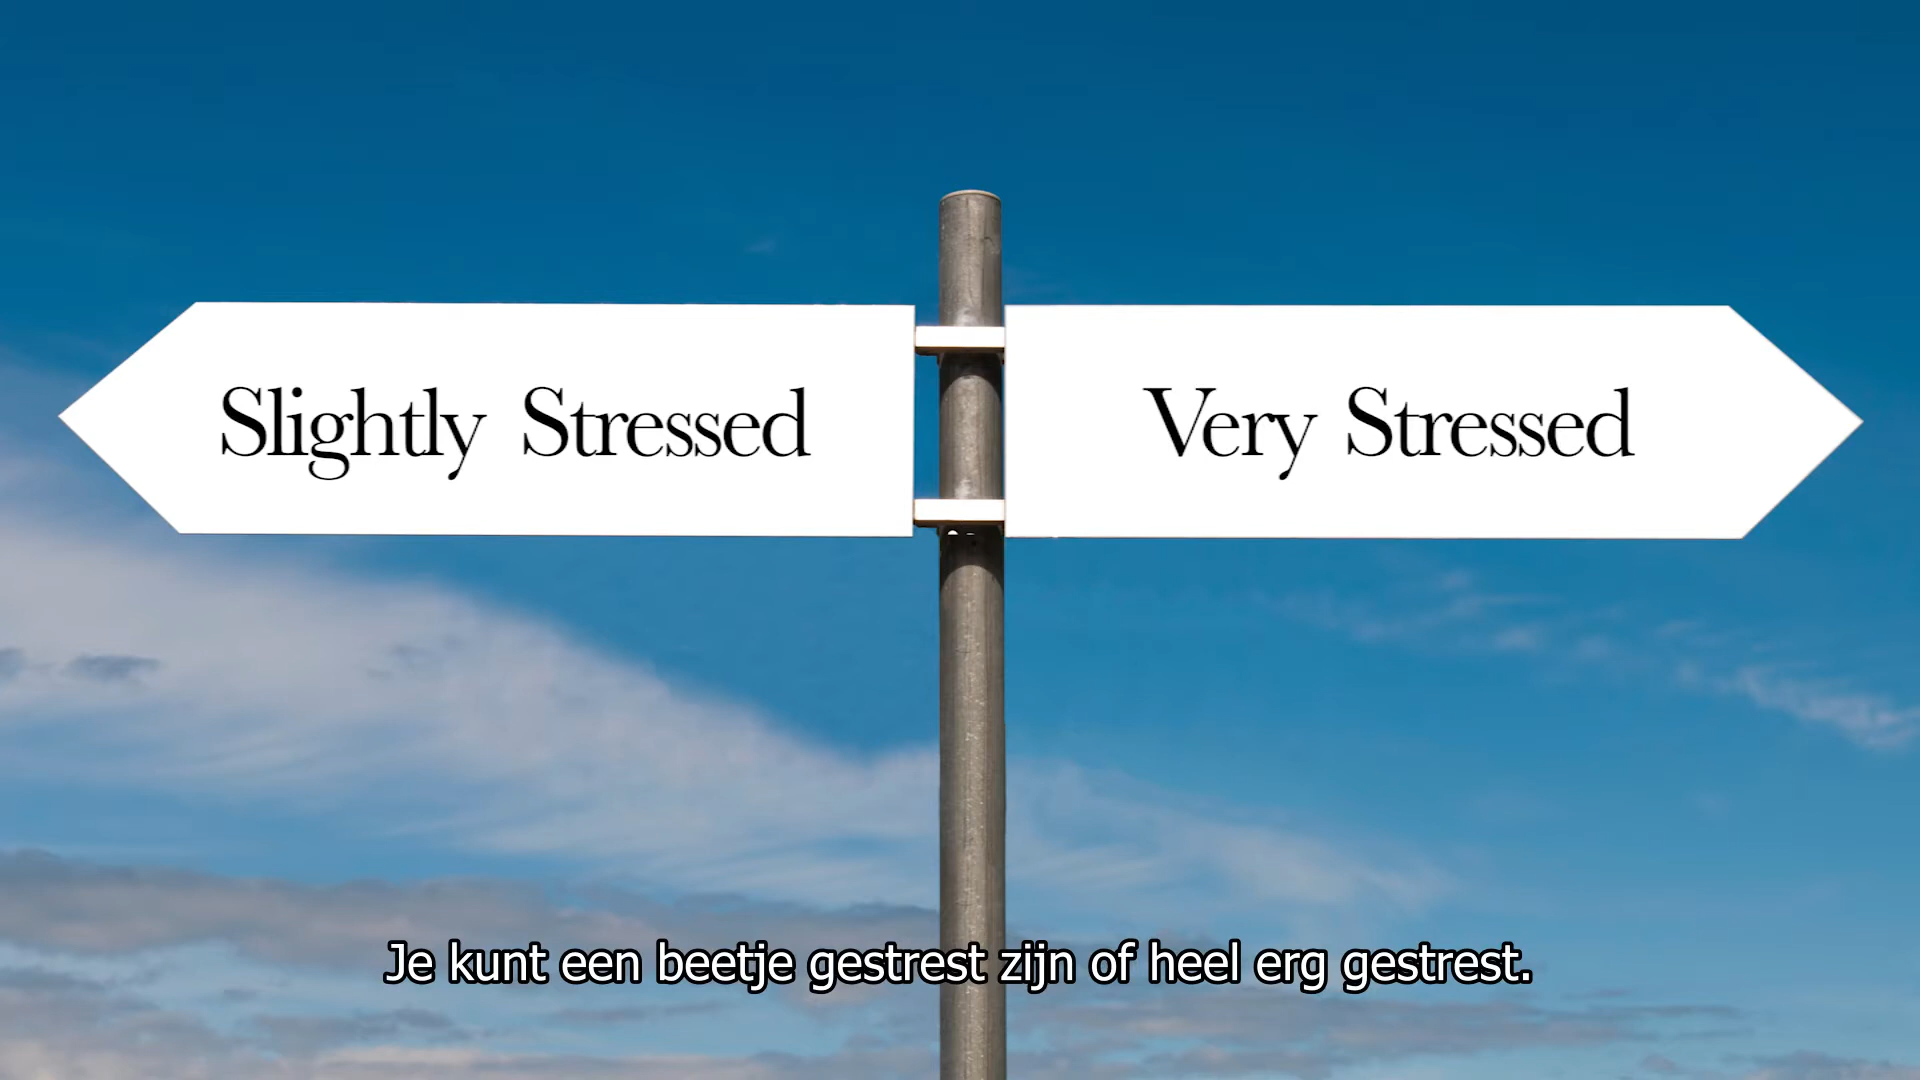 Slightly Stressed
Very Stressed
Je kunt een beetje gestrest zijn of heel erg gestrest.